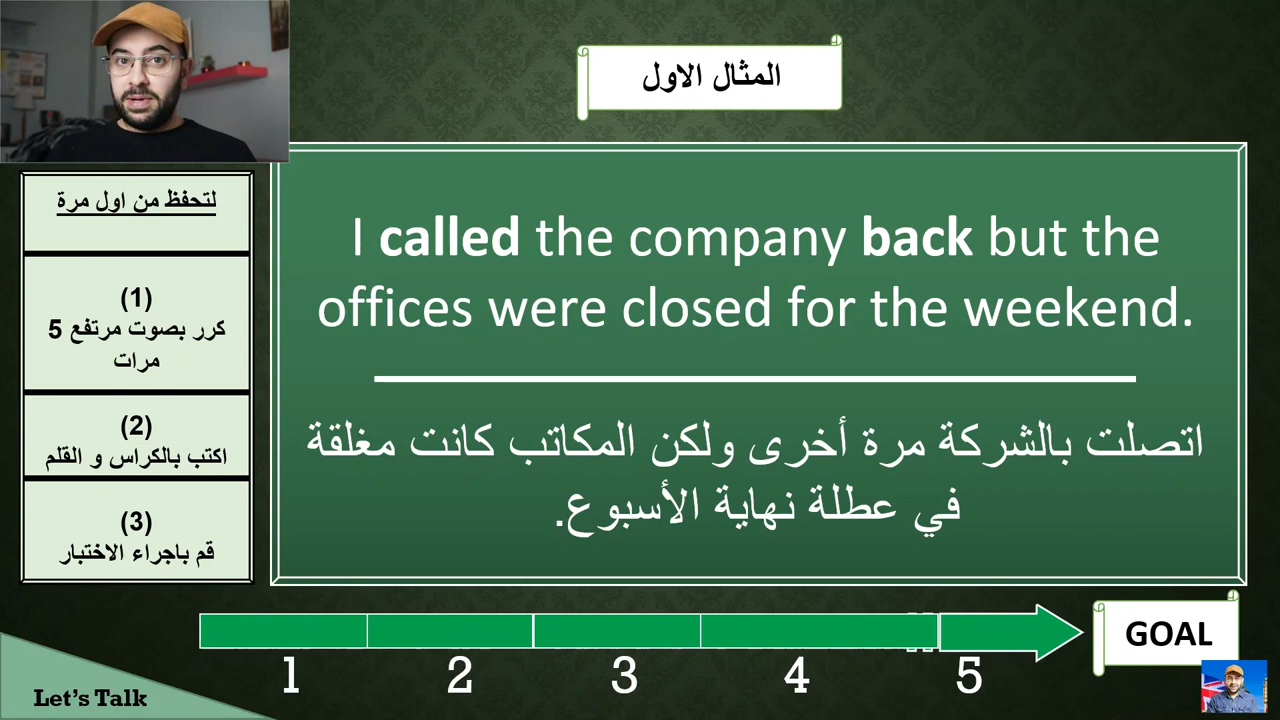 المثال الاول
I called the company back but the
offices were closed for the weekend.
اتصلت بالشركة مرة أخرى ولكن المكاتب كانت مغلقة
في عطلة نهاية الأسبوع.
لتحفظ من اول مرة
(1)
كرر بصوت مرتفع 5
مرات
(2)
اكتب بالكراس و القلم
(3)
قم باجراء الاختبار
1 2 3 4 5
GOAL
Let's Talk